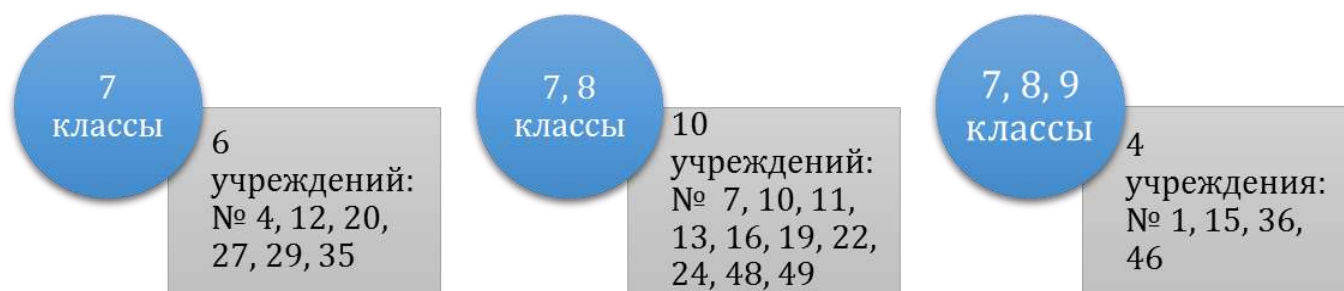 7
классы
6
учреждений:
№ 4, 12, 20,
27, 29, 35
7, 8
классы
10
учреждений:
№ 7, 10, 11,
13, 16, 19, 22,
24, 48, 49
7, 8, 9
классы
4
учреждения:
№ 1, 15, 36,
46